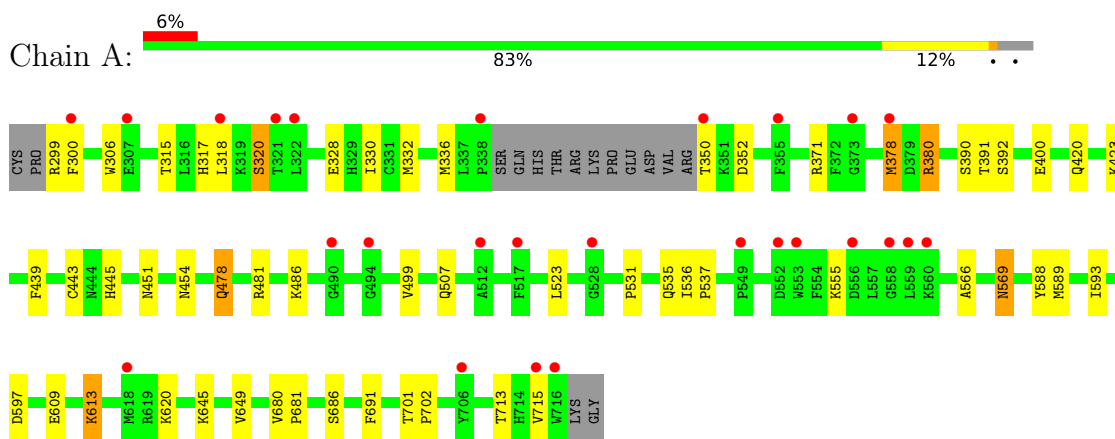 6%
Chain A:
83% 12% • •
CYS PRO R299 F300 W306 E307 T315 L316 H317 L318 K319 S320 T321 L322 E328 H329 I330 C331 M332 M336 L337 P338 SER GLN HIS THR ARG LYS PRO GLU ASP VAL ARG T350 K351 D352 F355 R371 F372 G373 M378 D379 R380 S390 T391 S392 E400 Q420 K423
F439 C443 N444 H445 N451 N454 Q478 R481 K486 G490 G494 V499 Q507 A512 F517 L523 G528 P531 Q535 I536 P537 P549 D552 W553 F554 K555 D556 L557 G558 L559 K560 A566 N569 Y588 M589 I593
D597 E609 K613 M618 R619 K620 K645 V649 V680 P681 S686 F691 T701 P702 Y706 T713 H714 V715 W716 LYS GLY